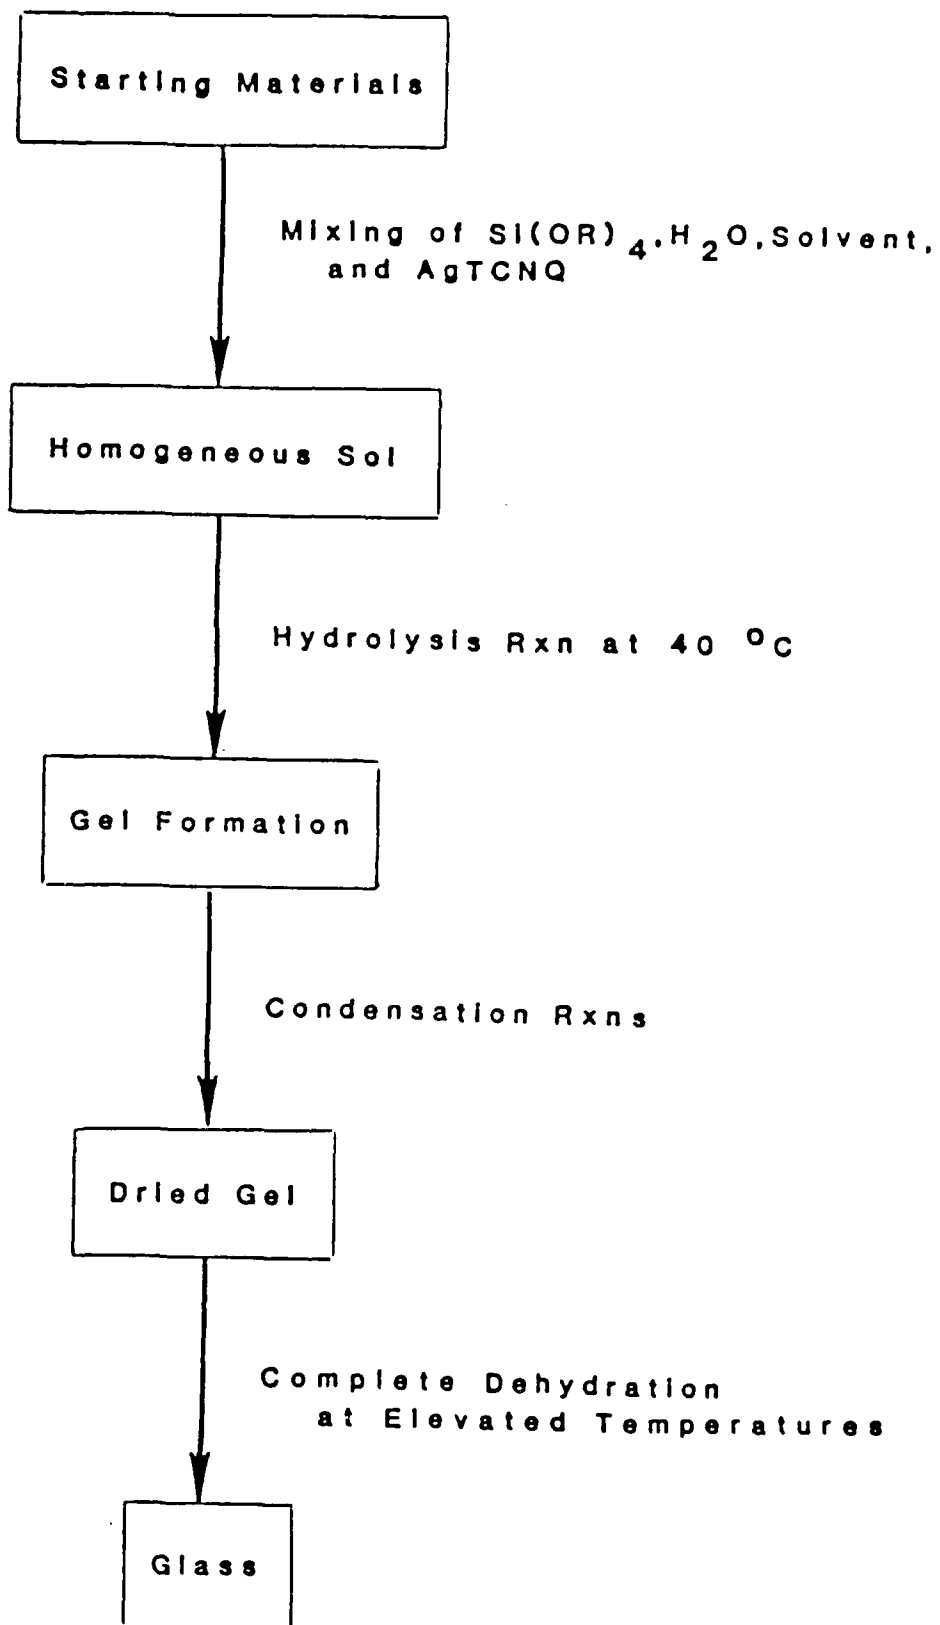 Starting Materials
Mixing of Si(OR)4,H2O,Solvent,
and AgTCNQ
Homogeneous Sol
Hydrolysis Rxn at 40 °C
Gel Formation
Condensation Rxns
Dried Gel
Complete Dehydration
at Elevated Temperatures
Glass